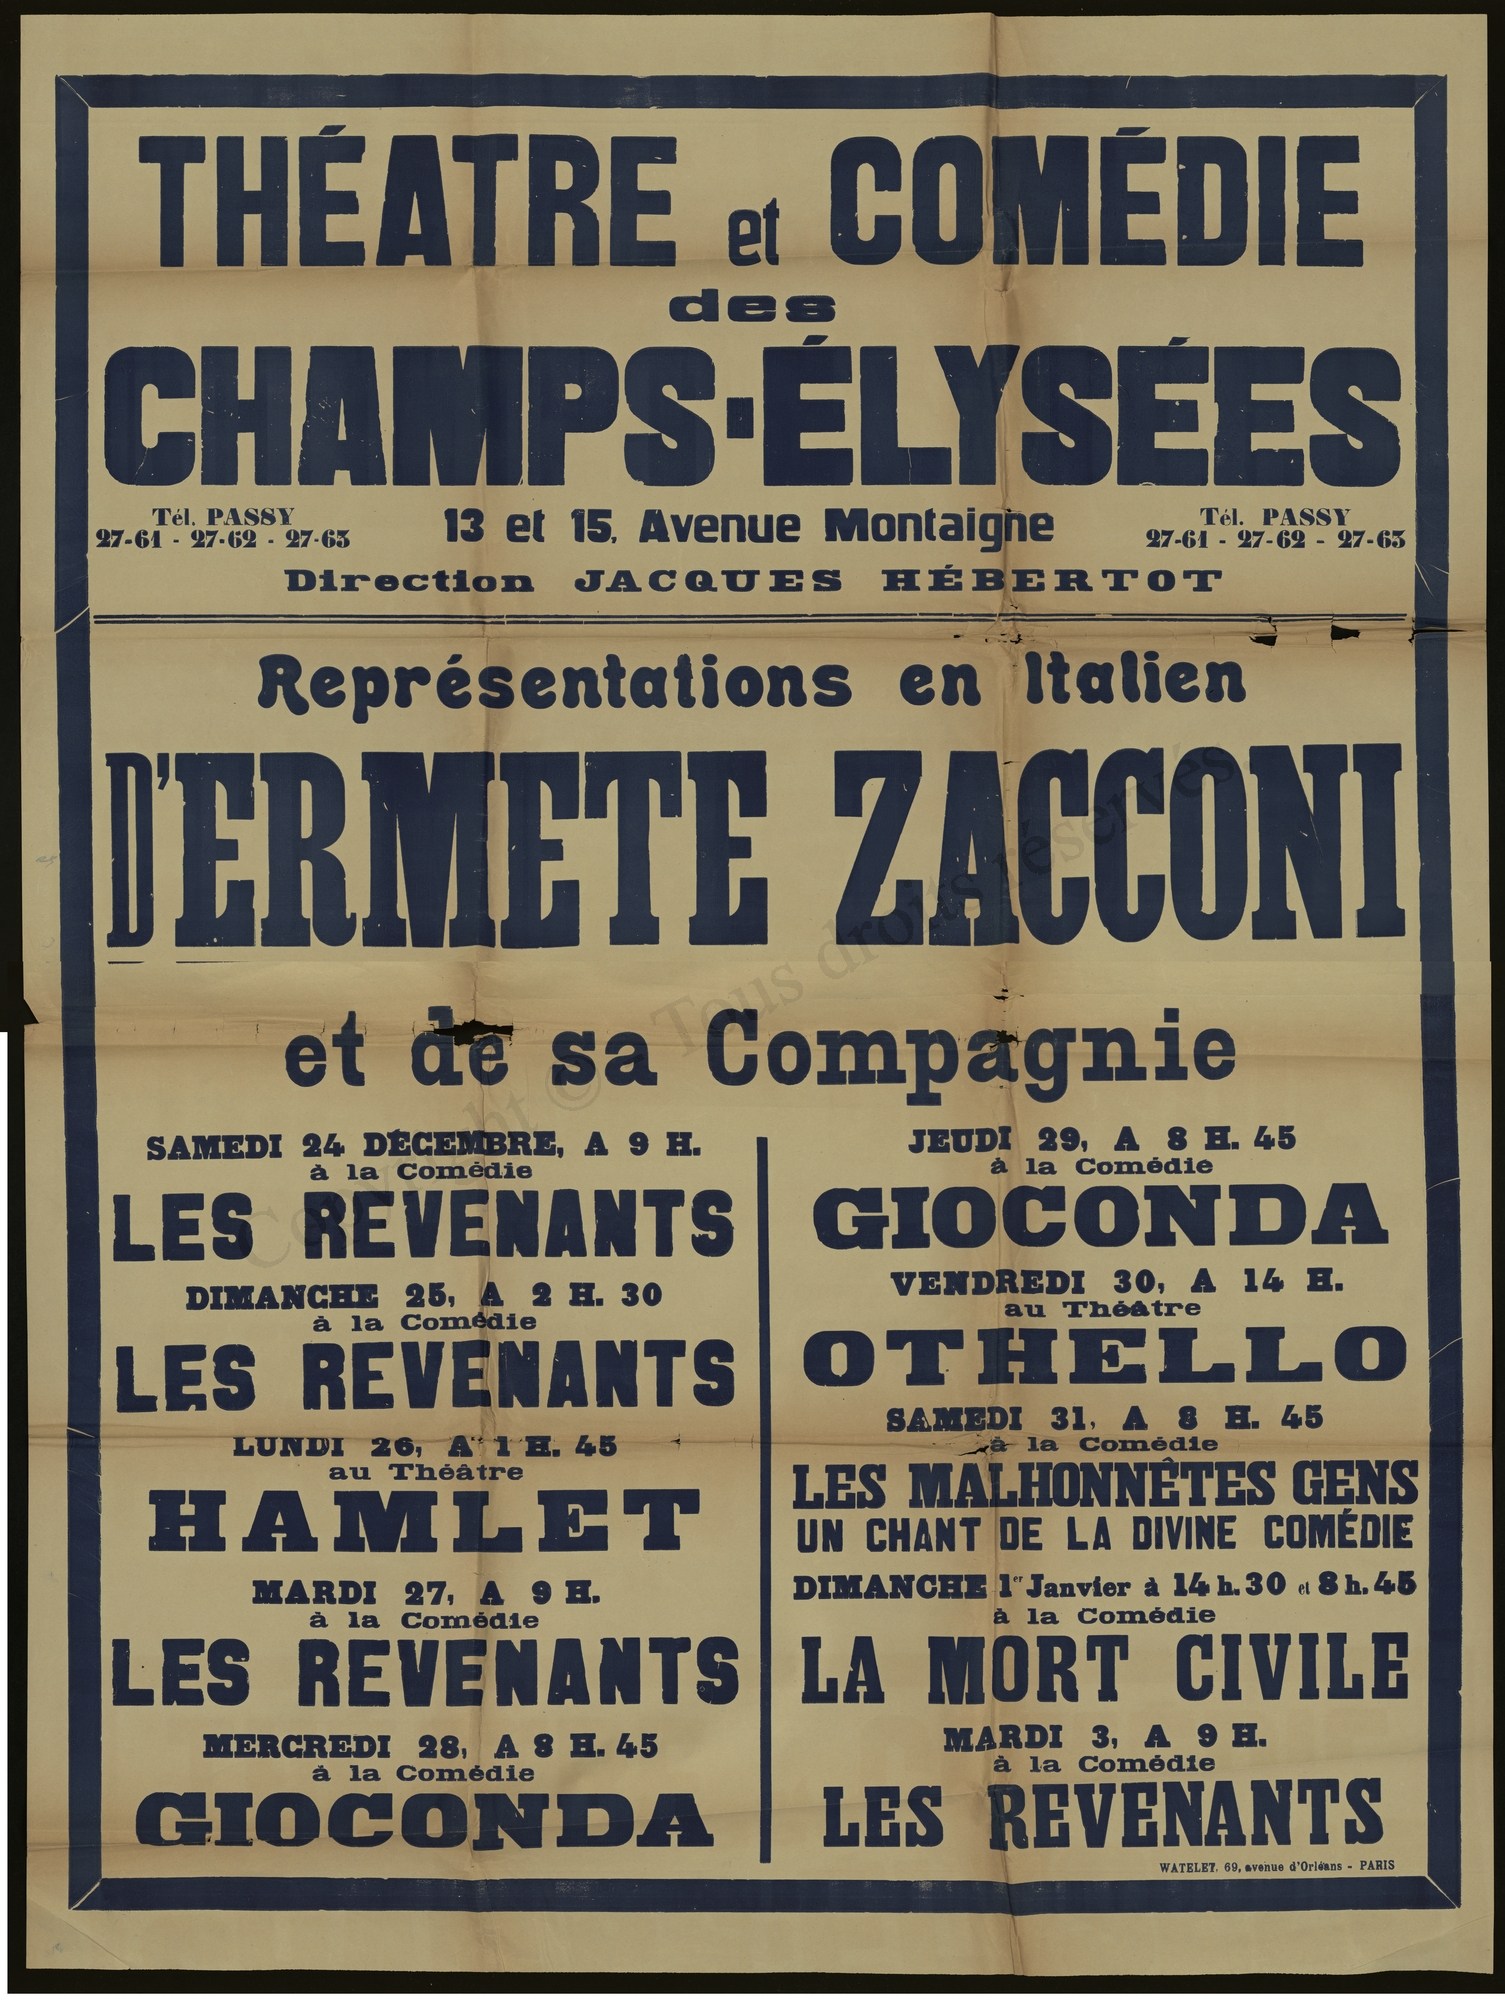 THÉATRE et COMÉDIE
des
CHAMPS-ÉLYSÉES
Tél. PASSY
27-61 - 27-62 - 27-63
13 et 15, Avenue Montaigne
Tél. PASSY
27-61 - 27-62 - 27-63
Direction JACQUES HÉBERTOT
Représentations en Italien
D'ERMETE ZACCONI
et de sa Compagnie
SAMEDI 24 DÉCEMBRE, A 9 H.
à la Comédie
LES REVENANTS
DIMANCHE 25, A 2 H. 30
à la Comédie
LES REVENANTS
LUNDI 26, A 1 H. 45
au Théâtre
HAMLET
MARDI 27, A 9 H.
à la Comédie
LES REVENANTS
MERCREDI 28, A 8 H. 45
à la Comédie
GIOCONDA
JEUDI 29, A 8 H. 45
à la Comédie
GIOCONDA
VENDREDI 30, A 14 H.
au Théâtre
OTHELLO
SAMEDI 31, A 8 H. 45
à la Comédie
LES MALHONNÊTES GENS
UN CHANT DE LA DIVINE COMÉDIE
DIMANCHE 1er Janvier à 14 h. 30 et 8 h. 45
à la Comédie
LA MORT CIVILE
MARDI 3, A 9 H.
à la Comédie
LES REVENANTS
WATELET, 69, avenue d'Orléans - PARIS
Copyright © Tous droits réservés